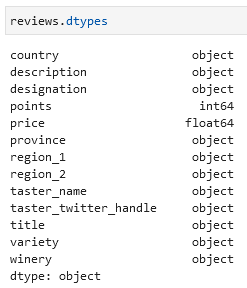 reviews.dtypes
country                    object
description                object
designation                object
points                      int64
price                     float64
province                   object
region_1                   object
region_2                   object
taster_name                object
taster_twitter_handle      object
title                      object
variety                    object
winery                     object
dtype: object